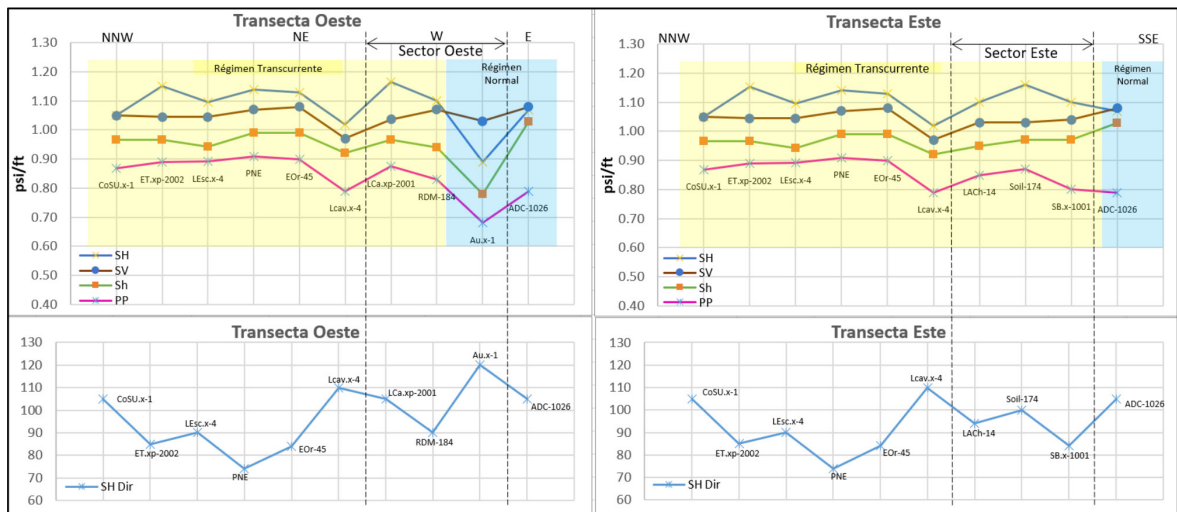 Transecta Oeste
NNW NE W E
Sector Oeste
Régimen Transcurrente
Régimen
Normal
1.30
1.20
1.10
1.00
0.90
0.80
0.70
0.60
0.50
0.40
psi/ft
CoSU.x-1
ET.xp-2002
LEsc.x-4
PNE
EOr-45
Lcav.x-4
LCa.xp-2001
RDM-184
Au.x-1
ADC-1026
SH
SV
Sh
PP
Transecta Este
NNW SSE
Sector Este
Régimen Transcurrente
Régimen
Normal
1.30
1.20
1.10
1.00
0.90
0.80
0.70
0.60
0.50
0.40
psi/ft
CoSU.x-1
ET.xp-2002
LEsc.x-4
PNE
EOr-45
Lcav.x-4
LACh-14
Soil-174
SB.x-1001
ADC-1026
SH
SV
Sh
PP
Transecta Oeste
130
120
110
100
90
80
70
60
CoSU.x-1
ET.xp-2002
LEsc.x-4
PNE
EOr-45
Lcav.x-4
LCa.xp-2001
RDM-184
Au.x-1
ADC-1026
SH Dir
Transecta Este
130
120
110
100
90
80
70
60
CoSU.x-1
ET.xp-2002
LEsc.x-4
PNE
EOr-45
Lcav.x-4
LACh-14
Soil-174
SB.x-1001
ADC-1026
SH Dir